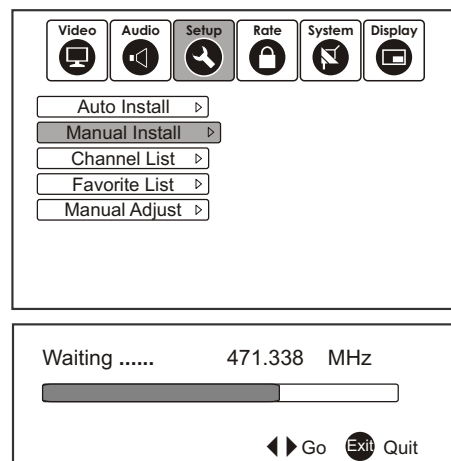 Video Audio Setup Rate System Display
Auto Install
Manual Install
Channel List
Favorite List
Manual Adjust
Waiting ...... 471.338 MHz
Go Exit Quit